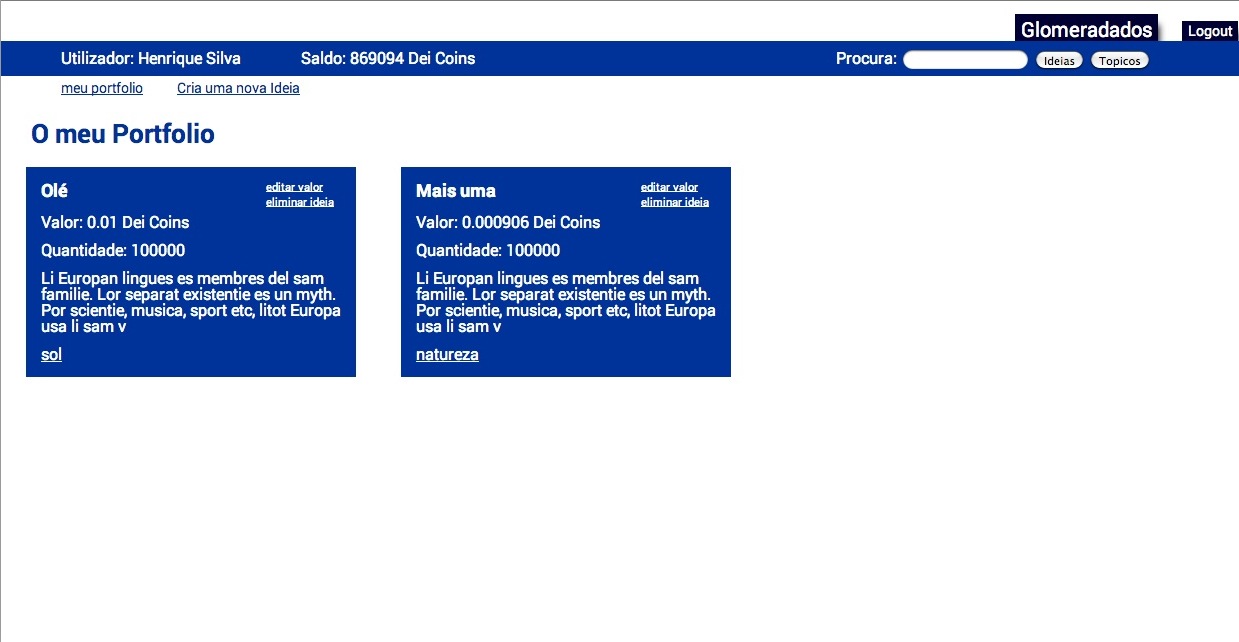 Glomeradados
Logout
Utilizador: Henrique Silva
Saldo: 869094 Dei Coins
Procura:
Ideias
Topicos
meu portfolio
Cria uma nova Ideia
O meu Portfolio
Olé
editar valor
eliminar ideia
Valor: 0.01 Dei Coins
Quantidade: 100000
Li Europan lingues es membres del sam
familie. Lor separat existentie es un myth.
Por scientie, musica, sport etc, litot Europa
usa li sam v
sol
Mais uma
editar valor
eliminar ideia
Valor: 0.000906 Dei Coins
Quantidade: 100000
Li Europan lingues es membres del sam
familie. Lor separat existentie es un myth.
Por scientie, musica, sport etc, litot Europa
usa li sam v
natureza